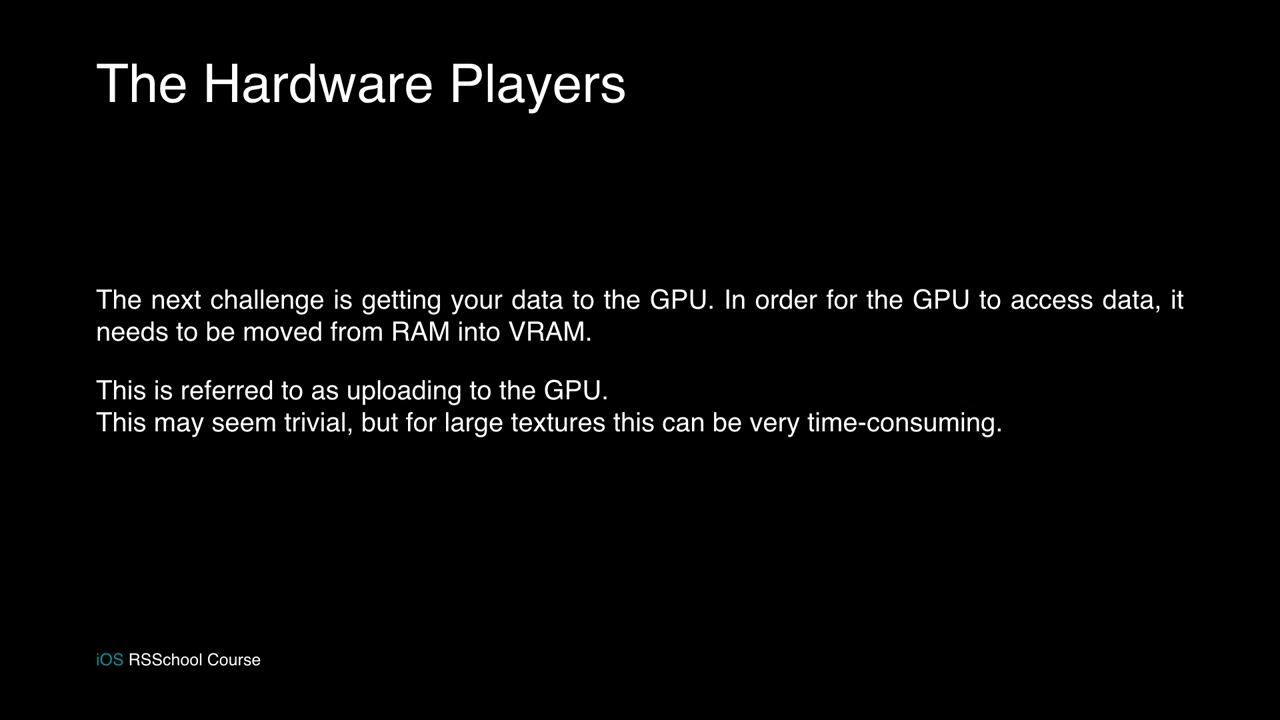 The Hardware Players
The next challenge is getting your data to the GPU. In order for the GPU to access data, it
needs to be moved from RAM into VRAM.
This is referred to as uploading to the GPU.
This may seem trivial, but for large textures this can be very time-consuming.
iOS RSSchool Course